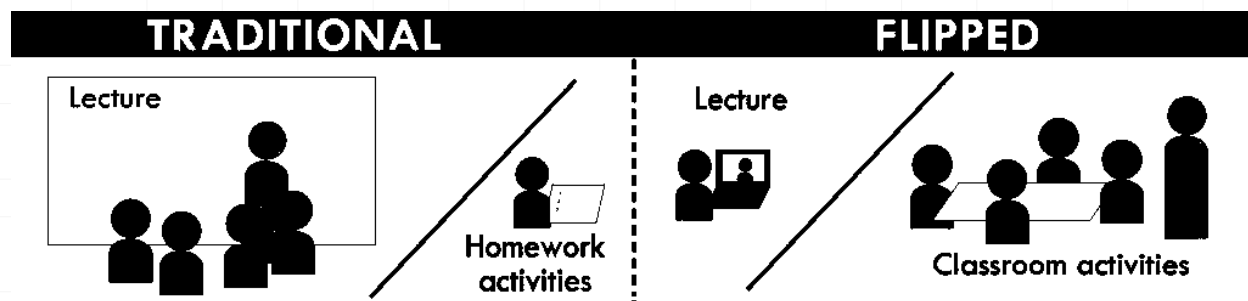 TRADITIONAL
FLIPPED
Lecture
Homework
activities
Lecture
Classroom activities